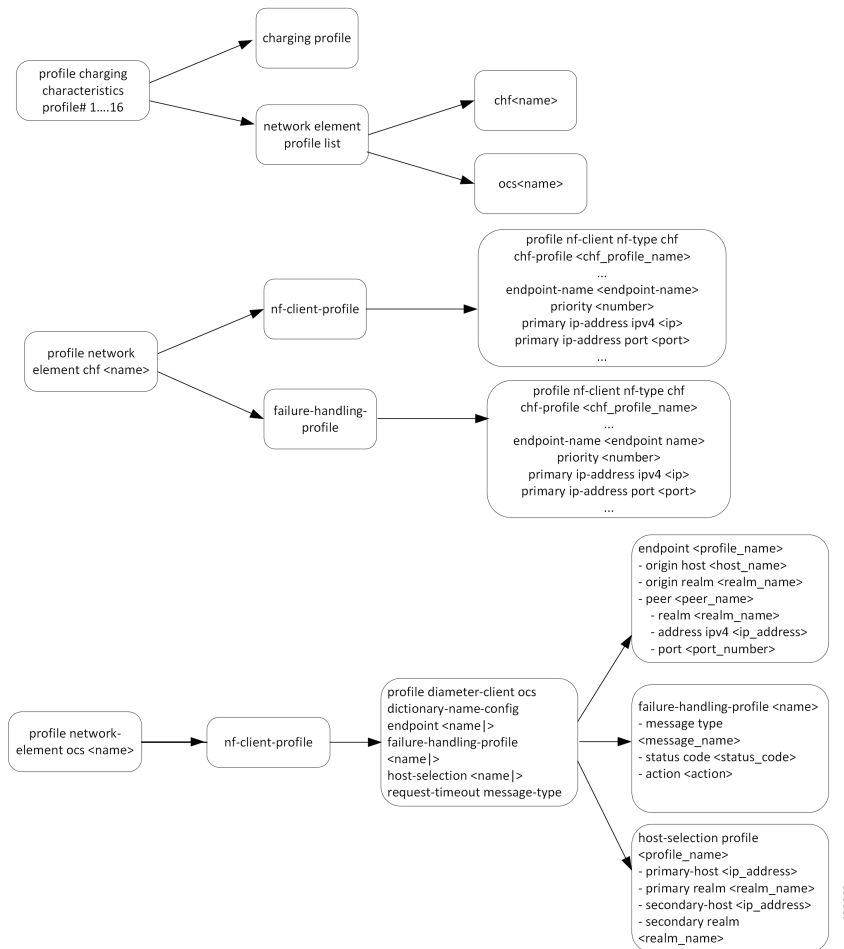 charging profile
profile charging
characteristics
profile# 1....16
network element
profile list
chf<name>
ocs<name>
profile network
element chf <name>
nf-client-profile
profile nf-client nf-type chf
chf-profile <chf_profile_name>
...
endpoint-name <endpoint-name>
priority <number>
primary ip-address ipv4 <ip>
primary ip-address port <port>
...
failure-handling-
profile
profile nf-client nf-type chf
chf-profile <chf_profile_name>
...
endpoint-name <endpoint name>
priority <number>
primary ip-address ipv4 <ip>
primary ip-address port <port>
...
profile network-
element ocs <name>
nf-client-profile
profile diameter-client ocs
dictionary-name-config
endpoint <name|>
failure-handling-profile
<name|>
host-selection <name|>
request-timeout message-type
endpoint <profile_name>
- origin host <host_name>
- origin realm <realm_name>
- peer <peer_name>
- realm <realm_name>
- address ipv4 <ip_address>
- port <port_number>
failure-handling-profile <name>
- message type
<message_name>
- status code <status_code>
- action <action>
host-selection profile
<profile_name>
- primary-host <ip_address>
- primary realm <realm_name>
- secondary-host <ip_address>
- secondary realm
<realm_name>